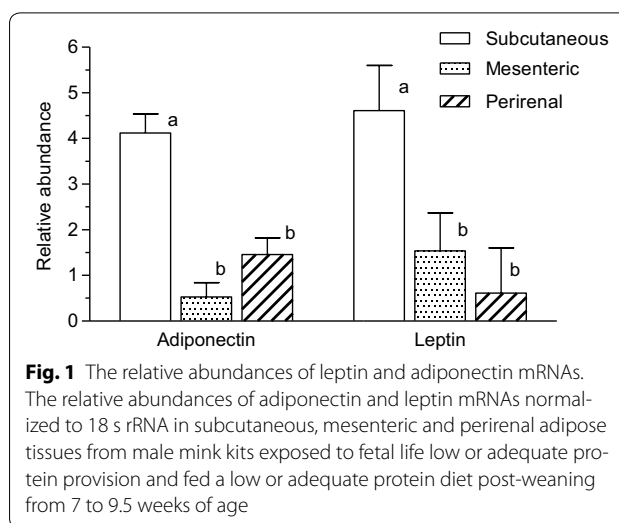 6
5
4
3
2
1
0
Relative abundance
Subcutaneous
Mesenteric
Perirenal
a
b
b
a
b
b
Adiponectin
Leptin
Fig. 1 The relative abundances of leptin and adiponectin mRNAs.
The relative abundances of adiponectin and leptin mRNAs normal-
ized to 18 s rRNA in subcutaneous, mesenteric and perirenal adipose
tissues from male mink kits exposed to fetal life low or adequate pro-
tein provision and fed a low or adequate protein diet post-weaning
from 7 to 9.5 weeks of age